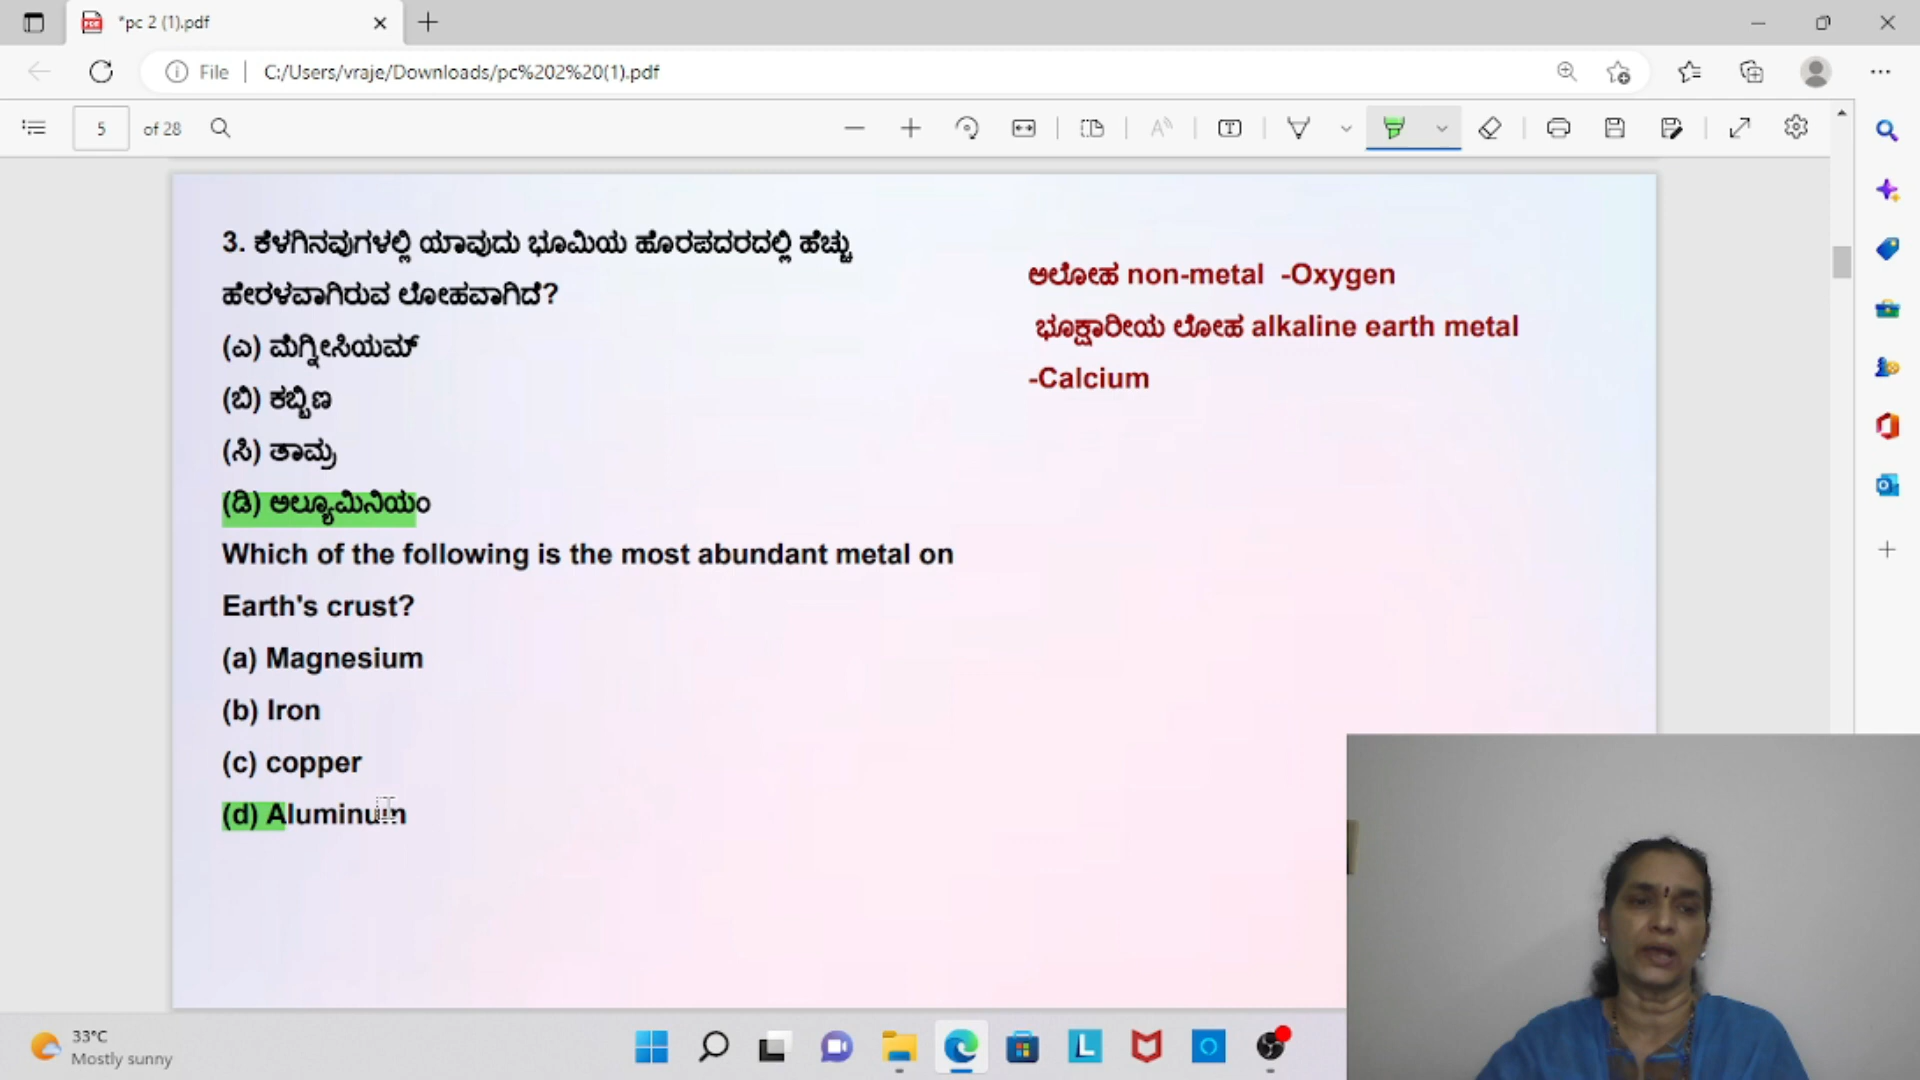 *pc 2 (1).pdf
File
C:/Users/vraje/Downloads/pc%202%20(1).pdf
5 of 28
3. ಕೆಳಗಿನವುಗಳಲ್ಲಿ ಯಾವುದು ಭೂಮಿಯ ಹೊರಪದರದಲ್ಲಿ ಹೆಚ್ಚು
ಹೇರಳವಾಗಿರುವ ಲೋಹವಾಗಿದೆ?
(ಎ) ಮೆಗ್ನೀಸಿಯಮ್
(ಬಿ) ಕಬ್ಬಿಣ
(ಸಿ) ತಾಮ್ರ
(ಡಿ) ಅಲ್ಯೂಮಿನಿಯಂ
Which of the following is the most abundant metal on
Earth's crust?
(a) Magnesium
(b) Iron
(c) copper
(d) Aluminum
ಅಲೋಹ non-metal -Oxygen
ಭೂಕ್ಷಾರೀಯ ಲೋಹ alkaline earth metal
-Calcium
33°C
Mostly sunny